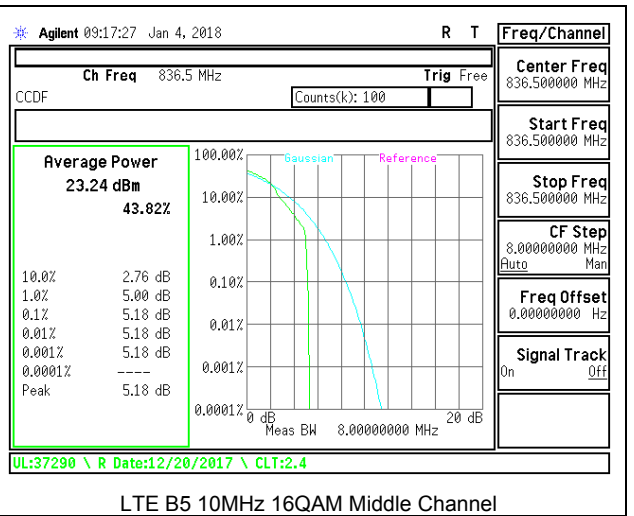 Agilent 09:17:27 Jan 4, 2018 R T
Freq/Channel
Ch Freq 836.5 MHz Trig Free
CCDF Counts(k): 100
Average Power
23.24 dBm
43.82%
10.0% 2.76 dB
1.0% 5.00 dB
0.1% 5.18 dB
0.01% 5.18 dB
0.001% 5.18 dB
0.0001% ----
Peak 5.18 dB
Gaussian Reference
100.00%
10.00%
1.00%
0.10%
0.01%
0.001%
0.0001%
0 dB 20 dB
Meas BW 8.00000000 MHz
Center Freq
836.500000 MHz
Start Freq
836.500000 MHz
Stop Freq
836.500000 MHz
CF Step
8.00000000 MHz
Auto Man
Freq Offset
0.00000000 Hz
Signal Track
On Off
UL:37290 \ R Date:12/20/2017 \ CLT:2.4
LTE B5 10MHz 16QAM Middle Channel